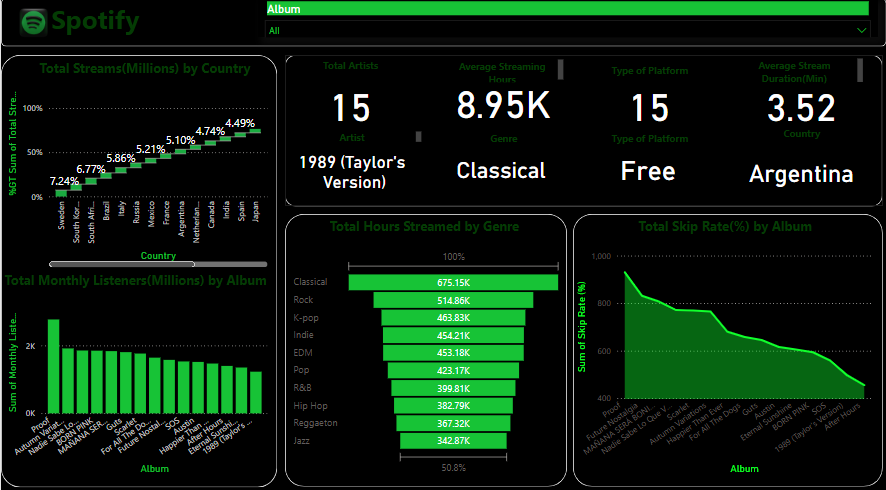 Spotify
Album
All
Total Streams(Millions) by Country
%GT Sum of Total Stre...
100%
50%
0%
7.24%
6.77%
5.86%
5.21%
5.10%
4.74%
4.49%
Sweden
South Kor...
South Afri...
Brazil
Italy
Russia
Mexico
France
Argentina
Netherlan...
Canada
India
Spain
Japan
Country
Total Artists
15
Average Streaming
Hours
8.95K
Type of Platform
15
Average Stream
Duration(Min)
3.52
Artist
1989 (Taylor's
Version)
Genre
Classical
Type of Platform
Free
Country
Argentina
Total Monthly Listeners(Millions) by Album
Sum of Monthly Liste...
2K
0K
Proof
Autumn Variat...
Nadie Sabe Lo...
BORN PINK
MAÑANA SER...
Guts
Scarlet
For All The Do...
Future Nostal...
SOS
Austin
Happier Than ...
After Hours
Eternal Sunshi...
1989 (Taylor's ...
Album
Total Hours Streamed by Genre
100%
Classical 675.15K
Rock 514.86K
K-pop 463.83K
Indie 454.21K
EDM 453.18K
Pop 423.17K
R&B 399.81K
Hip Hop 382.79K
Reggaeton 367.32K
Jazz 342.87K
50.8%
Total Skip Rate(%) by Album
Sum of Skip Rate (%)
1,000
800
600
400
Proof
Future Nostalgia
MAÑANA SERÁ BONI...
Nadie Sabe Lo Que V...
Scarlet
Autumn Variations
Happier Than Ever
For All The Dogs
Guts
Austin
Eternal Sunshine
BORN PINK
SOS
1989 (Taylor's Version)
After Hours
Album